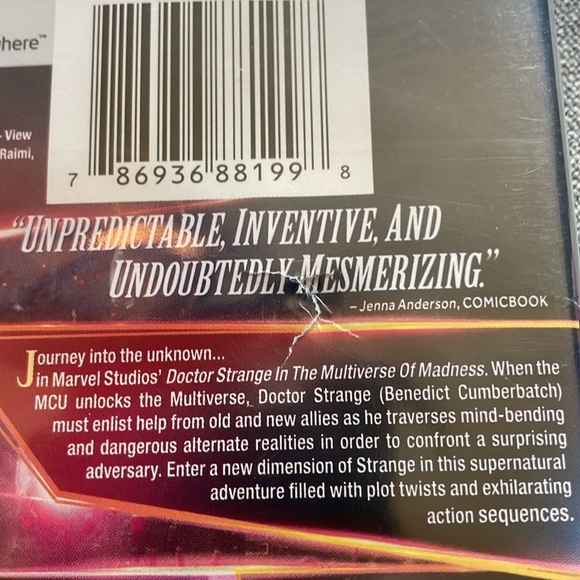 here™
- View
Raimi,
7 86936 88199 8
“UNPREDICTABLE, INVENTIVE, AND
UNDOUBTEDLY MESMERIZING.”
– Jenna Anderson, COMICBOOK
Journey into the unknown...
in Marvel Studios' Doctor Strange In The Multiverse Of Madness. When the
MCU unlocks the Multiverse, Doctor Strange (Benedict Cumberbatch)
must enlist help from old and new allies as he traverses mind-bending
and dangerous alternate realities in order to confront a surprising
adversary. Enter a new dimension of Strange in this supernatural
adventure filled with plot twists and exhilarating
action sequences.